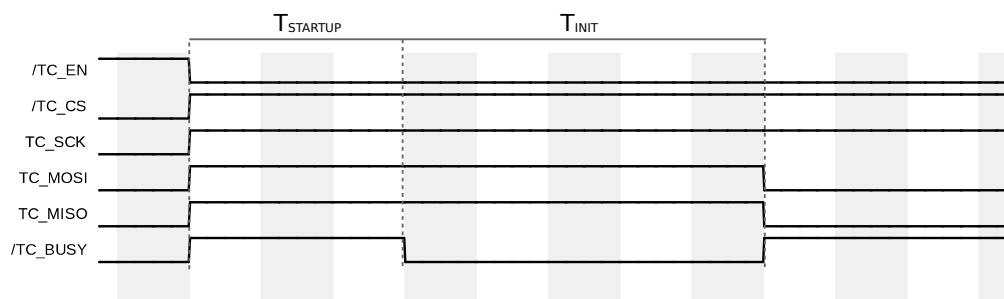 TSTARTUP TINIT
/TC_EN
/TC_CS
TC_SCK
TC_MOSI
TC_MISO
/TC_BUSY